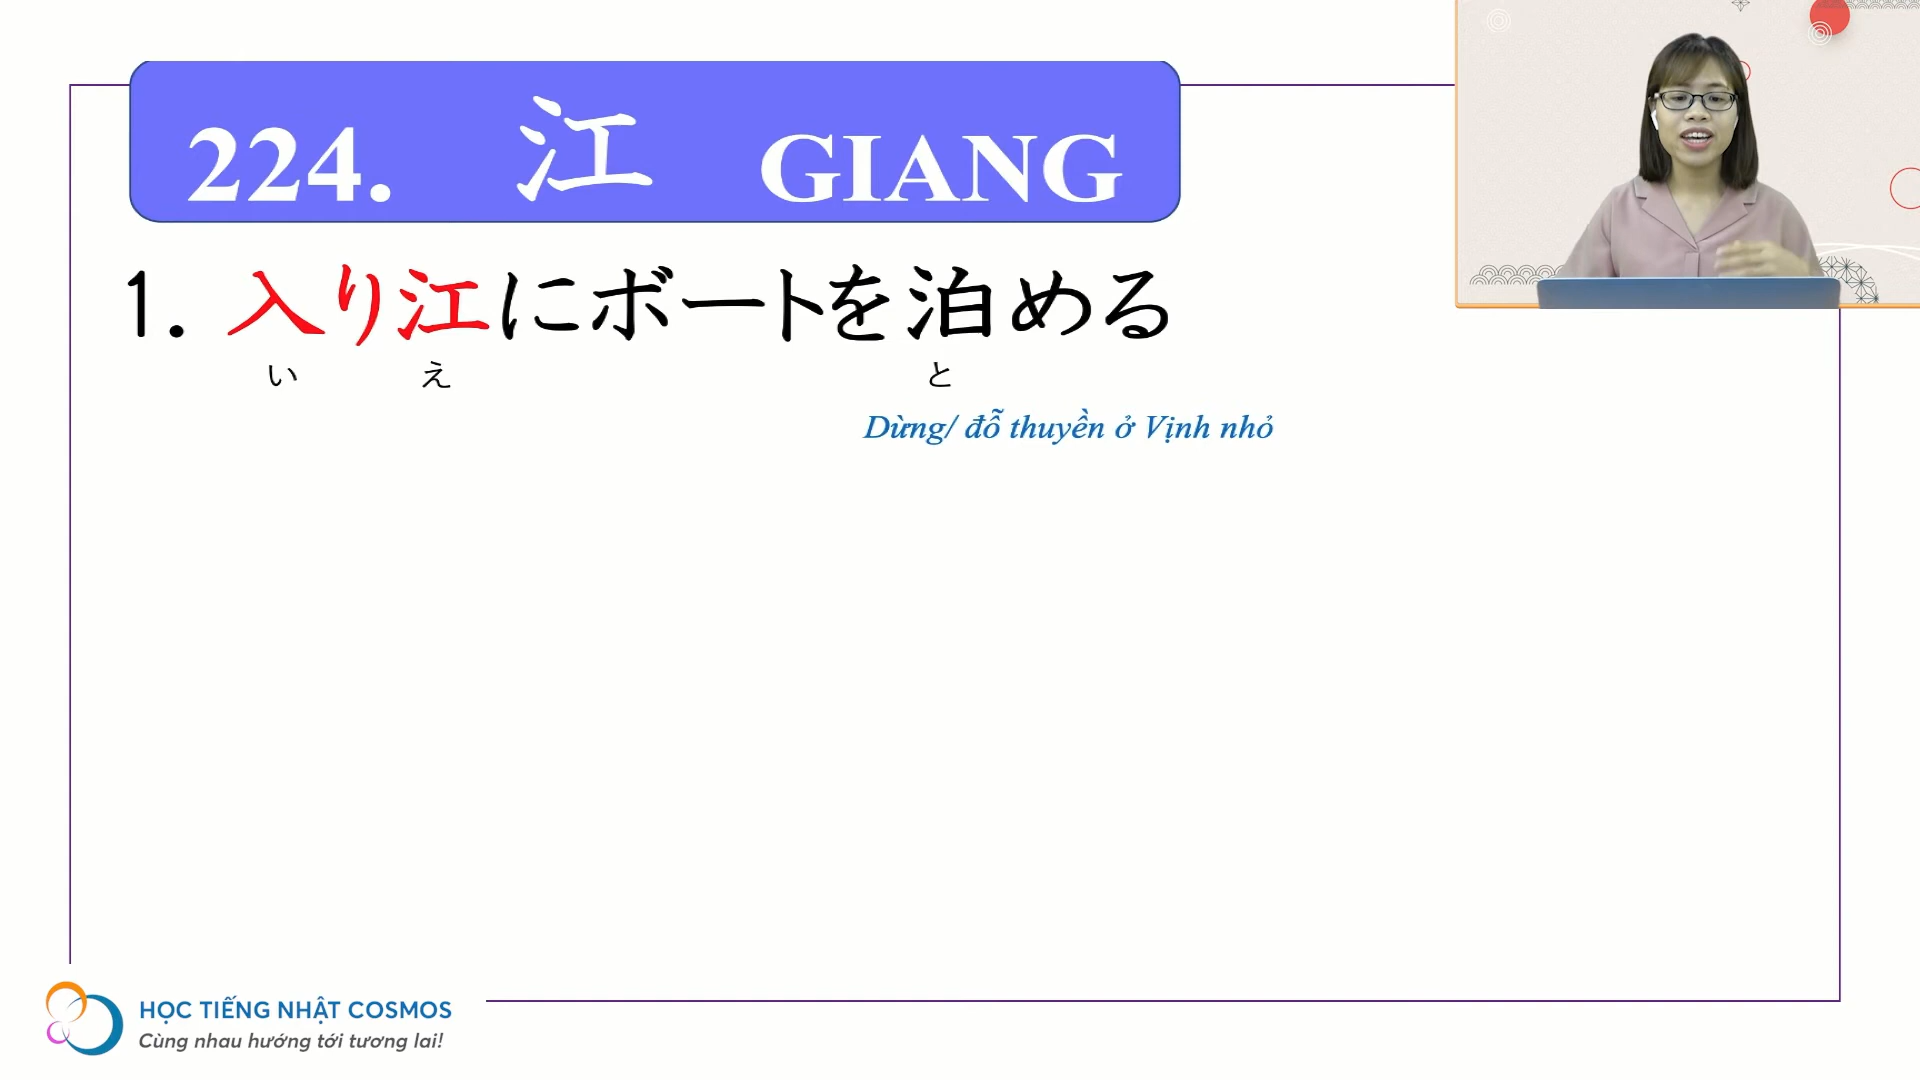 224. 江 GIANG
1. 入り江にボートを泊める
い え と
Dừng/ đỗ thuyền ở Vịnh nhỏ
HỌC TIẾNG NHẬT COSMOS
Cùng nhau hướng tới tương lai!